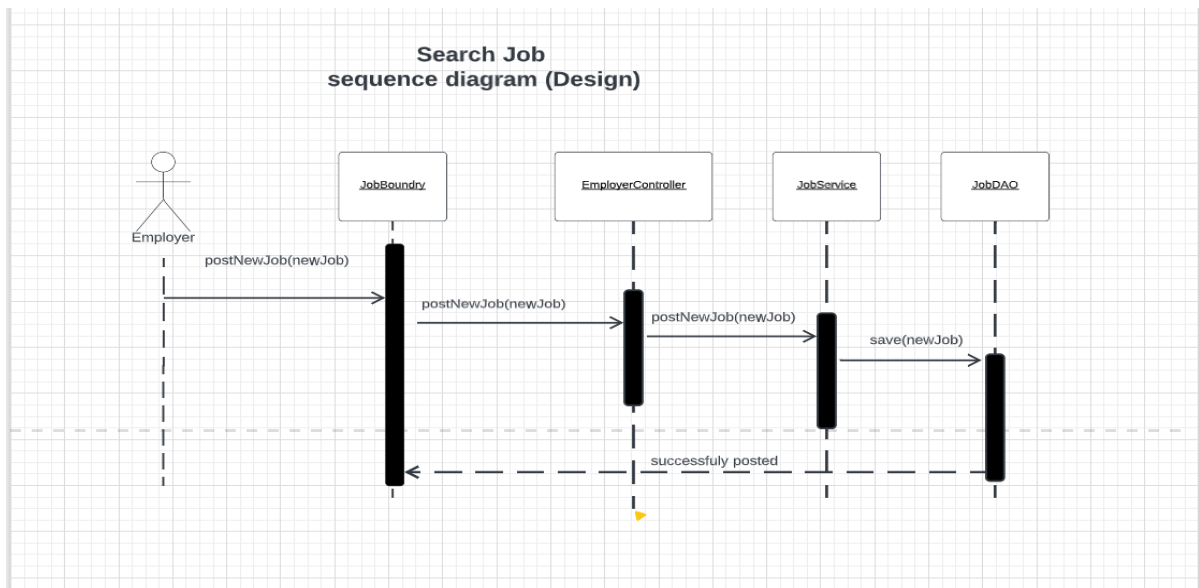 Search Job
sequence diagram (Design)
JobBoundry
EmployerController
JobService
JobDAO
Employer
postNewJob(newJob)
postNewJob(newJob)
postNewJob(newJob)
save(newJob)
successfuly posted